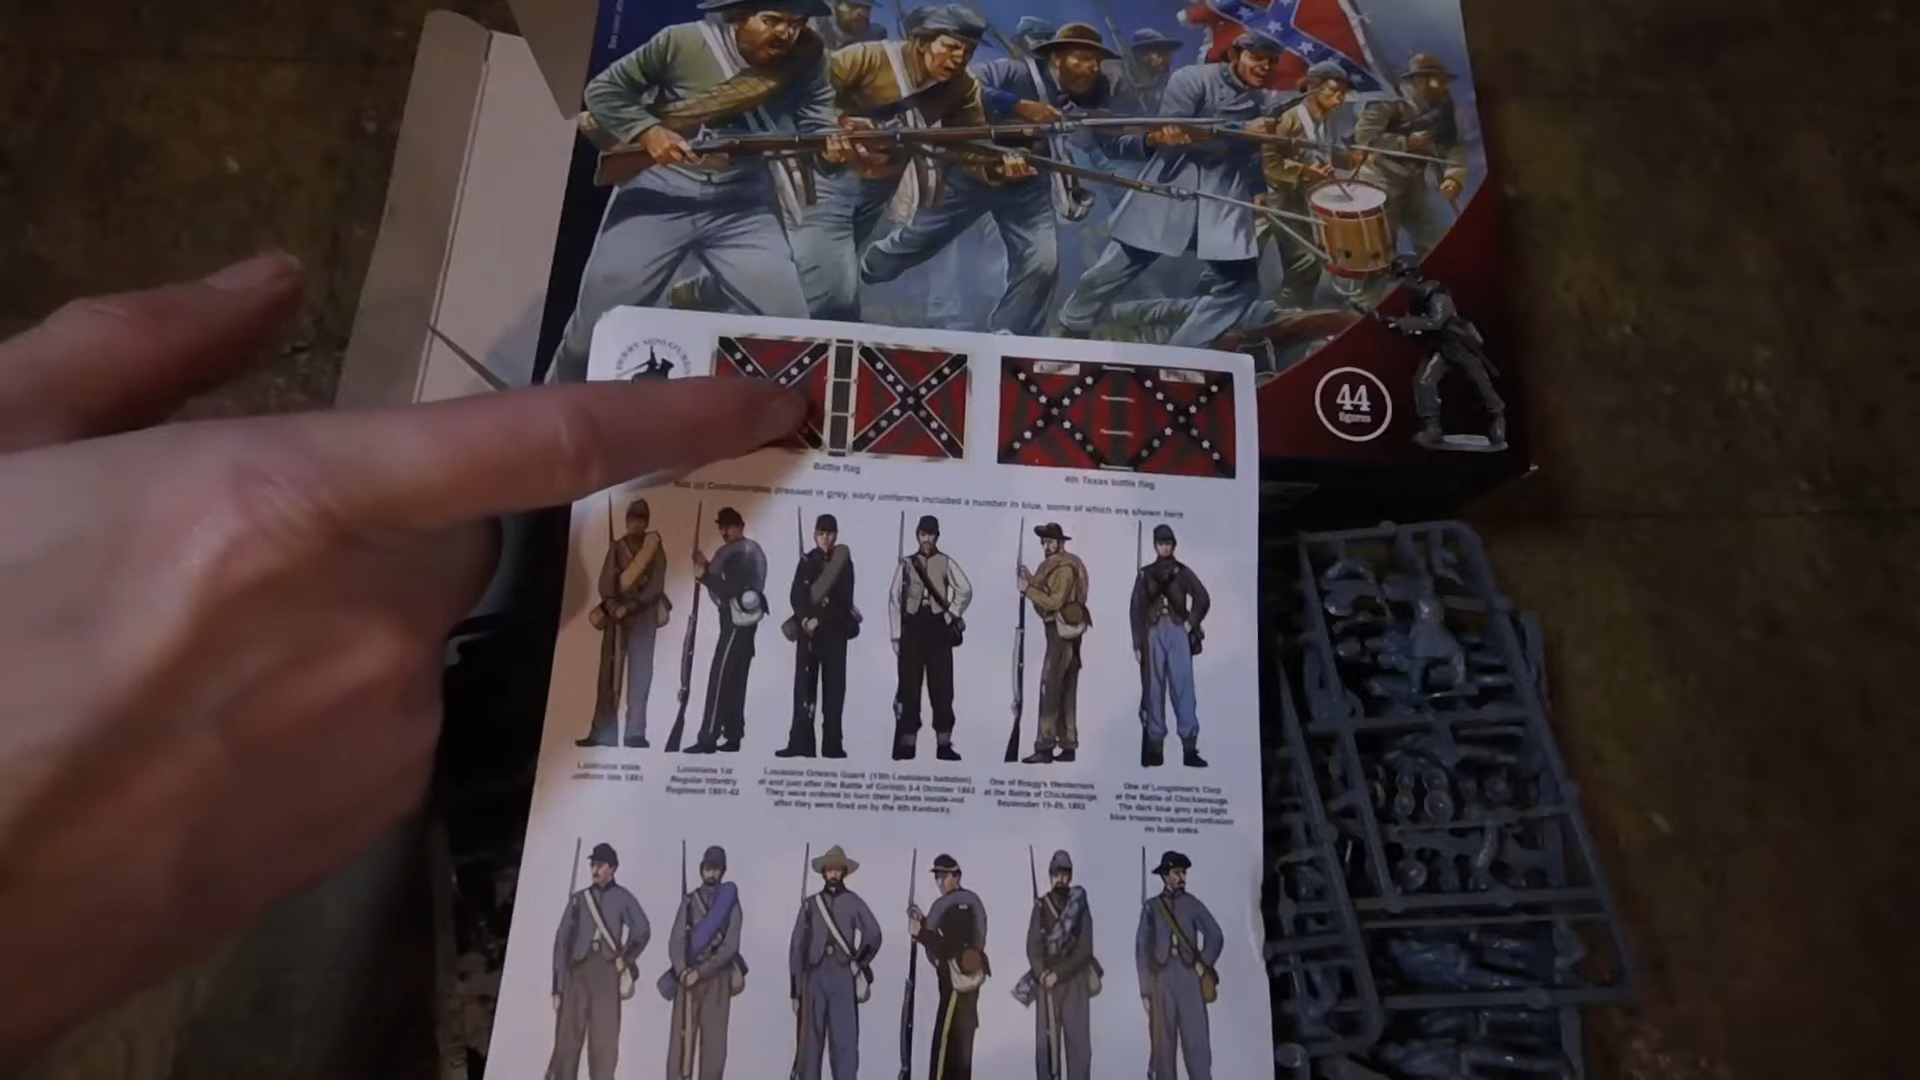 PERRY MINIATURES
44
figures
Battle flag
4th Texas battle flag
Not all Confederates dressed in grey, early uniforms included a number in blue, some of which are shown here
Louisiana state
uniform late 1861
Louisiana 1st
Regular Infantry
Regiment 1861-62
Louisiana Orleans Guard (13th Louisiana battalion)
at and just after the Battle of Corinth 3-4 October 1862
They were ordered to turn their jackets inside-out
after they were fired on by the 6th Kentucky.
One of Bragg's Westerners
at the Battle of Chickamauga
September 19-20, 1863
One of Longstreet's Corp
at the Battle of Chickamauga.
The dark blue grey and light
blue trousers caused confusion
on both sides